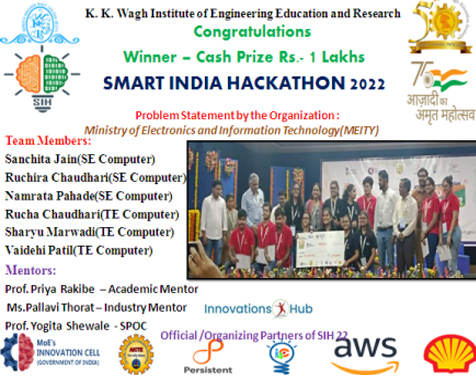 K. K. Wagh Institute of Engineering Education and Research
Congratulations
Winner – Cash Prize Rs.- 1 Lakhs
SMART INDIA HACKATHON 2022
SIH
75
आज़ादी का
अमृत महोत्सव
Problem Statement by the Organization :
Ministry of Electronics and Information Technology(MEITY)
Team Members:
Sanchita Jain(SE Computer)
Ruchira Chaudhari(SE Computer)
Namrata Pahade(SE Computer)
Rucha Chaudhari(TE Computer)
Sharyu Marwadi(TE Computer)
Vaidehi Patil(TE Computer)
Mentors:
Prof. Priya Rakibe – Academic Mentor
Ms.Pallavi Thorat – Industry Mentor
Innovations Hub
Prof. Yogita Shewale - SPOC
Official /Organizing Partners of SIH 22
MoE's
INNOVATION CELL
(GOVERNMENT OF INDIA)
AICTE
Persistent
aws